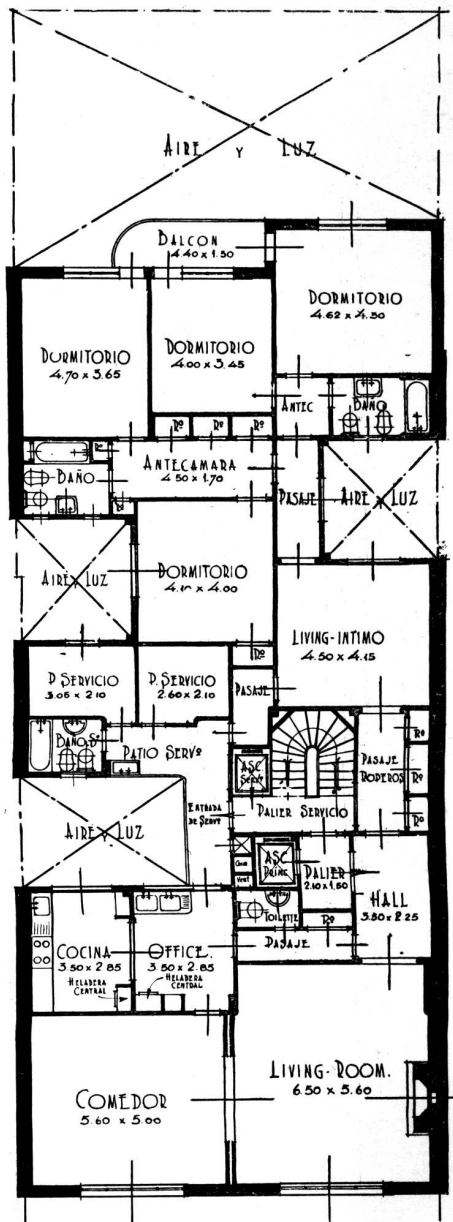 AIRE Y LUZ
BALCON
4.40 x 1.30
DORMITORIO
4.62 x 4.30
DORMITORIO
4.70 x 3.65
DORMITORIO
4.00 x 3.45
ANTEC
BAÑO
Rº
Rº
Rº
Rº
BAÑO
ANTECAMARA
4.50 x 1.70
PASAJE
AIRE Y LUZ
AIRE Y LUZ
DORMITORIO
LIVING-INTIMO
4.50 x 4.15
Rº
D. SERVICIO
3.05 x 2.10
D. SERVICIO
2.60 x 2.10
PASAJE
BAÑO Sº
PATIO SERVº
ASC
SERVº
PASAJE
ROPEROS
Rº
Rº
Rº
AIRE Y LUZ
ENTRADA
DE SERVº
PALIER SERVICIO
ASC
PRINC
PALIER
2.10 x 1.50
HALL
3.80 x 2.25
TOILETTE
Rº
PASAJE
COCINA
3.50 x 2.85
HELADERA
CENTRAL
OFFICE.
3.50 x 2.85
HELADERA
CENTRAL
COMEDOR
5.60 x 5.00
LIVING-ROOM.
6.50 x 5.60